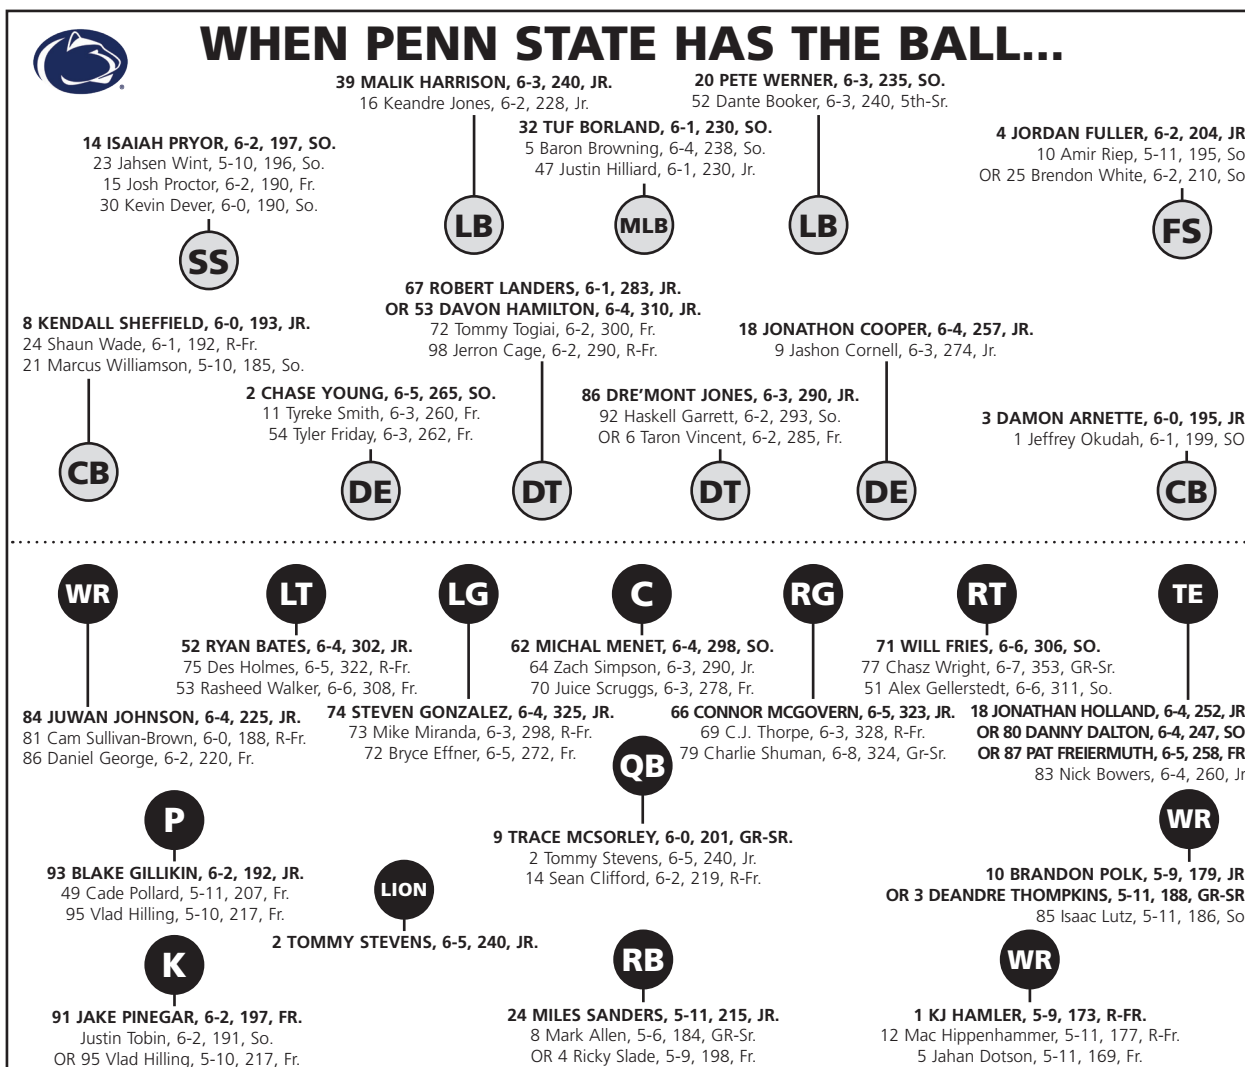 WHEN PENN STATE HAS THE BALL...
39 MALIK HARRISON, 6-3, 240, JR.
16 Keandre Jones, 6-2, 228, Jr.
LB
20 PETE WERNER, 6-3, 235, SO.
52 Dante Booker, 6-3, 240, 5th-Sr.
LB
32 TUF BORLAND, 6-1, 230, SO.
5 Baron Browning, 6-4, 238, So.
47 Justin Hilliard, 6-1, 230, Jr.
MLB
14 ISAIAH PRYOR, 6-2, 197, SO.
23 Jahsen Wint, 5-10, 196, So.
15 Josh Proctor, 6-2, 190, Fr.
30 Kevin Dever, 6-0, 190, So.
SS
4 JORDAN FULLER, 6-2, 204, JR
10 Amir Riep, 5-11, 195, So
OR 25 Brendon White, 6-2, 210, So
FS
67 ROBERT LANDERS, 6-1, 283, JR.
OR 53 DAVON HAMILTON, 6-4, 310, JR.
72 Tommy Togiai, 6-2, 300, Fr.
98 Jerron Cage, 6-2, 290, R-Fr.
DT
8 KENDALL SHEFFIELD, 6-0, 193, JR.
24 Shaun Wade, 6-1, 192, R-Fr.
21 Marcus Williamson, 5-10, 185, So.
CB
18 JONATHON COOPER, 6-4, 257, JR.
9 Jashon Cornell, 6-3, 274, Jr.
DE
2 CHASE YOUNG, 6-5, 265, SO.
11 Tyreke Smith, 6-3, 260, Fr.
54 Tyler Friday, 6-3, 262, Fr.
DE
86 DRE'MONT JONES, 6-3, 290, JR.
92 Haskell Garrett, 6-2, 293, So.
OR 6 Taron Vincent, 6-2, 285, Fr.
DT
3 DAMON ARNETTE, 6-0, 195, JR
1 Jeffrey Okudah, 6-1, 199, SO
CB
WR
84 JUWAN JOHNSON, 6-4, 225, JR.
81 Cam Sullivan-Brown, 6-0, 188, R-Fr.
86 Daniel George, 6-2, 220, Fr.
LT
52 RYAN BATES, 6-4, 302, JR.
75 Des Holmes, 6-5, 322, R-Fr.
53 Rasheed Walker, 6-6, 308, Fr.
LG
74 STEVEN GONZALEZ, 6-4, 325, JR.
73 Mike Miranda, 6-3, 298, R-Fr.
72 Bryce Effner, 6-5, 272, Fr.
C
62 MICHAL MENET, 6-4, 298, SO.
64 Zach Simpson, 6-3, 290, Jr.
70 Juice Scruggs, 6-3, 278, Fr.
RG
66 CONNOR MCGOVERN, 6-5, 323, JR.
69 C.J. Thorpe, 6-3, 328, R-Fr.
79 Charlie Shuman, 6-8, 324, Gr-Sr.
RT
71 WILL FRIES, 6-6, 306, SO.
77 Chasz Wright, 6-7, 353, GR-Sr.
51 Alex Gellerstedt, 6-6, 311, So.
TE
18 JONATHAN HOLLAND, 6-4, 252, JR
OR 80 DANNY DALTON, 6-4, 247, SO
OR 87 PAT FREIERMUTH, 6-5, 258, FR
83 Nick Bowers, 6-4, 260, Jr
QB
9 TRACE MCSORLEY, 6-0, 201, GR-SR.
2 Tommy Stevens, 6-5, 240, Jr.
14 Sean Clifford, 6-2, 219, R-Fr.
P
93 BLAKE GILLIKIN, 6-2, 192, JR.
49 Cade Pollard, 5-11, 207, Fr.
95 Vlad Hilling, 5-10, 217, Fr.
WR
10 BRANDON POLK, 5-9, 179, JR
OR 3 DEANDRE THOMPKINS, 5-11, 188, GR-SR
85 Isaac Lutz, 5-11, 186, So
LION
2 TOMMY STEVENS, 6-5, 240, JR.
K
91 JAKE PINEGAR, 6-2, 197, FR.
Justin Tobin, 6-2, 191, So.
OR 95 Vlad Hilling, 5-10, 217, Fr.
RB
24 MILES SANDERS, 5-11, 215, JR.
8 Mark Allen, 5-6, 184, GR-Sr.
OR 4 Ricky Slade, 5-9, 198, Fr.
WR
1 KJ HAMLER, 5-9, 173, R-FR.
12 Mac Hippenhammer, 5-11, 177, R-Fr.
5 Jahan Dotson, 5-11, 169, Fr.